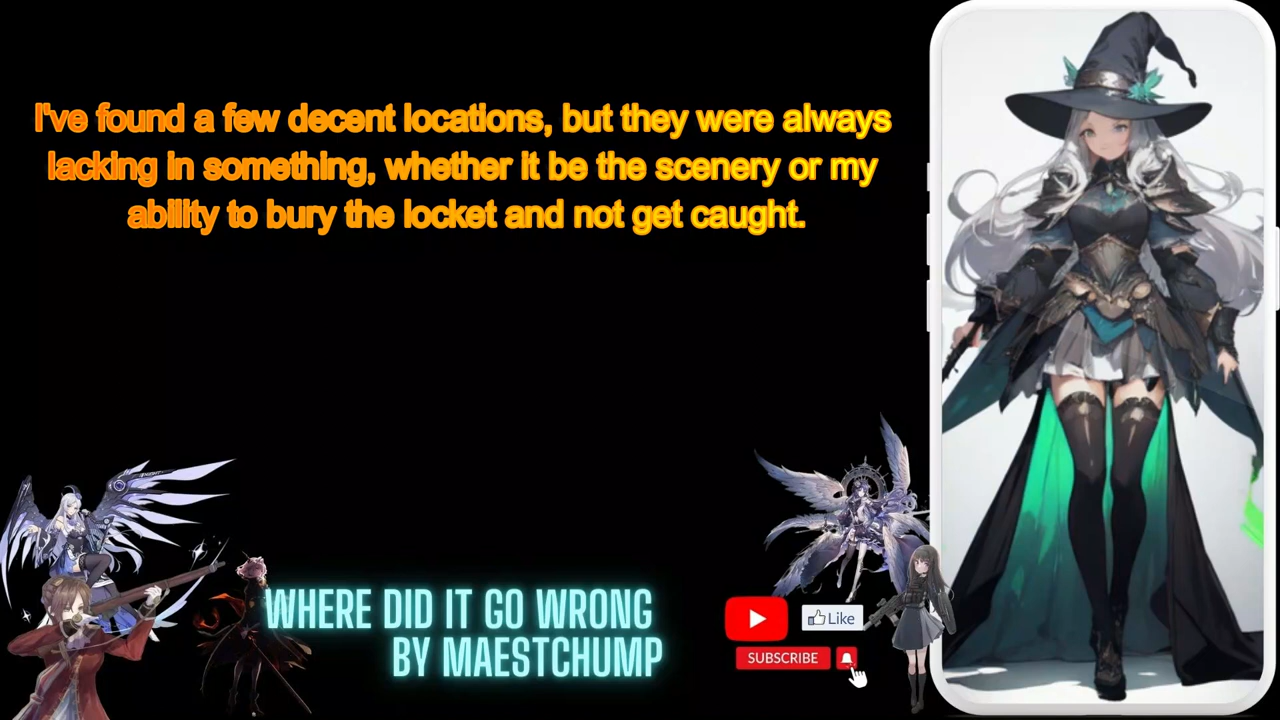 I've found a few decent locations, but they were always
lacking in something, whether it be the scenery or my
ability to bury the locket and not get caught.
WHERE DID IT GO WRONG
BY MAESTCHUMP
Like
SUBSCRIBE